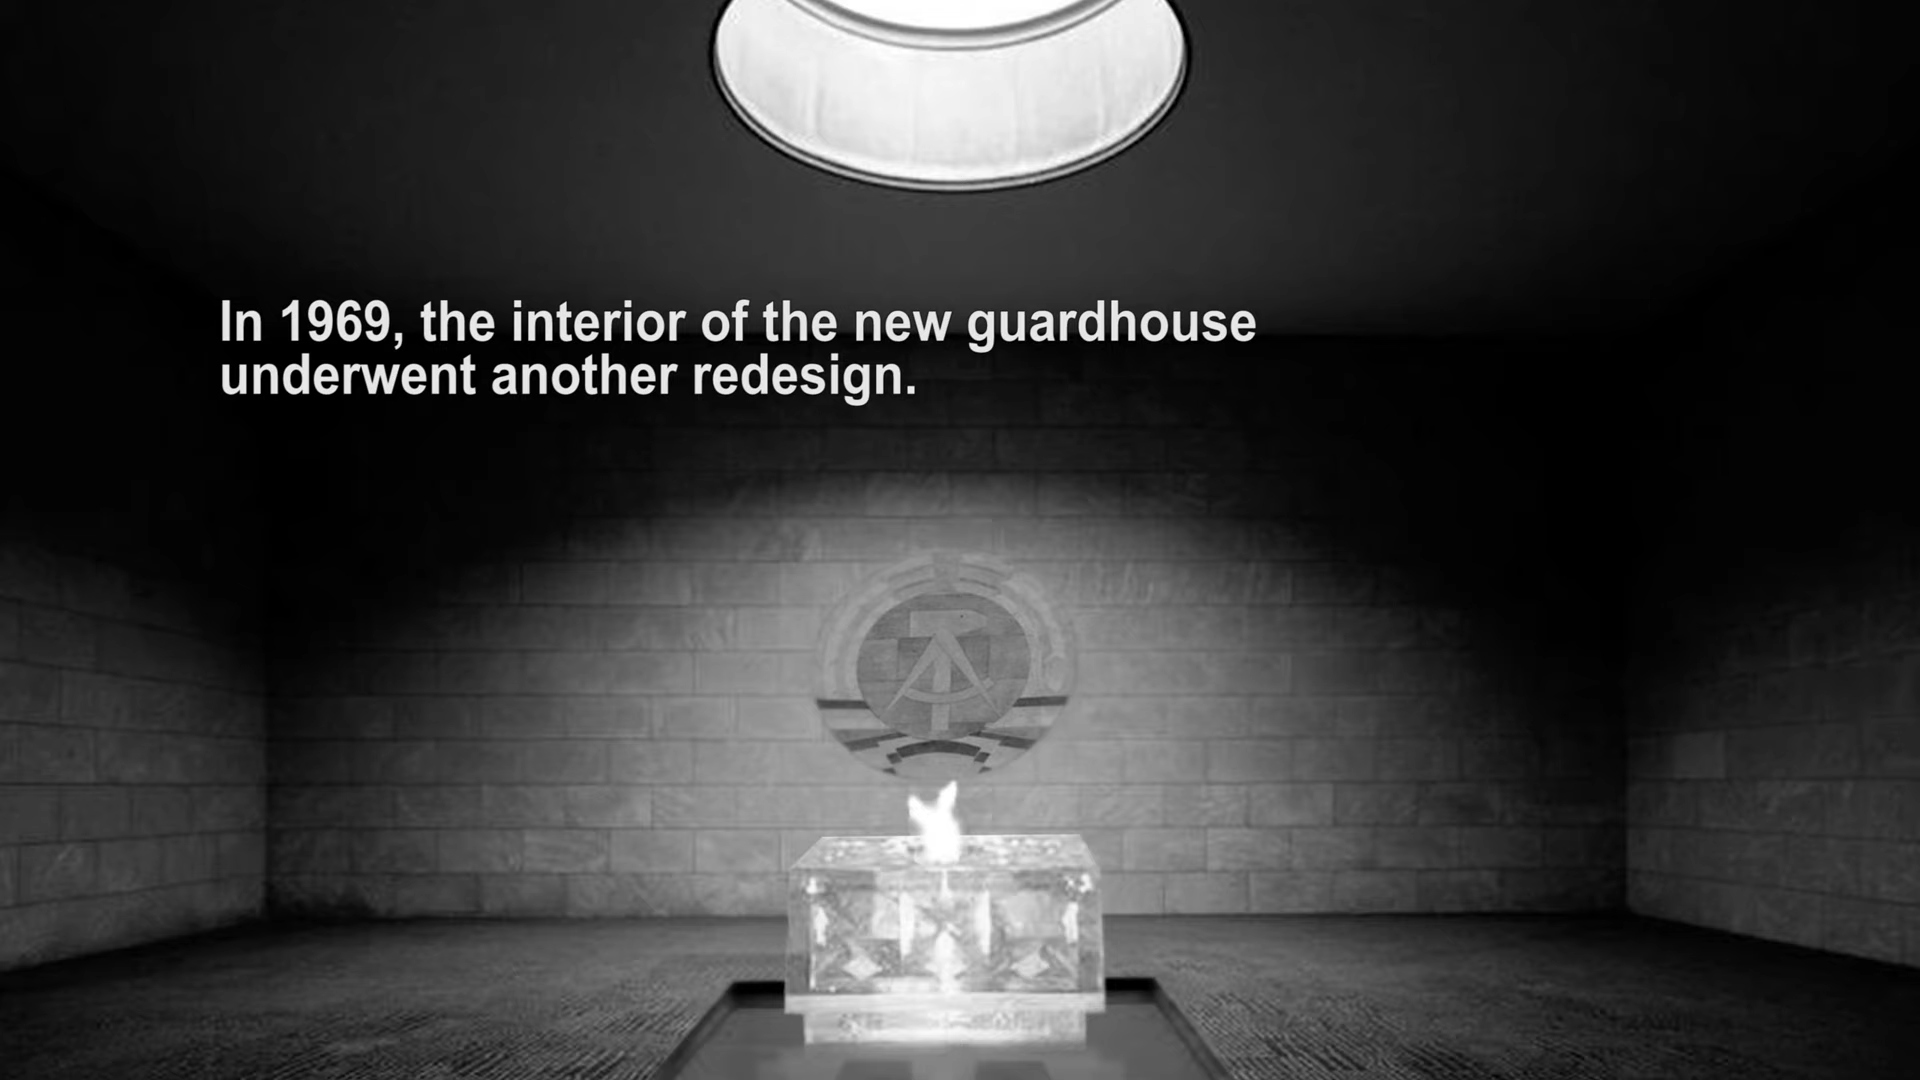 In 1969, the interior of the new guardhouse
underwent another redesign.